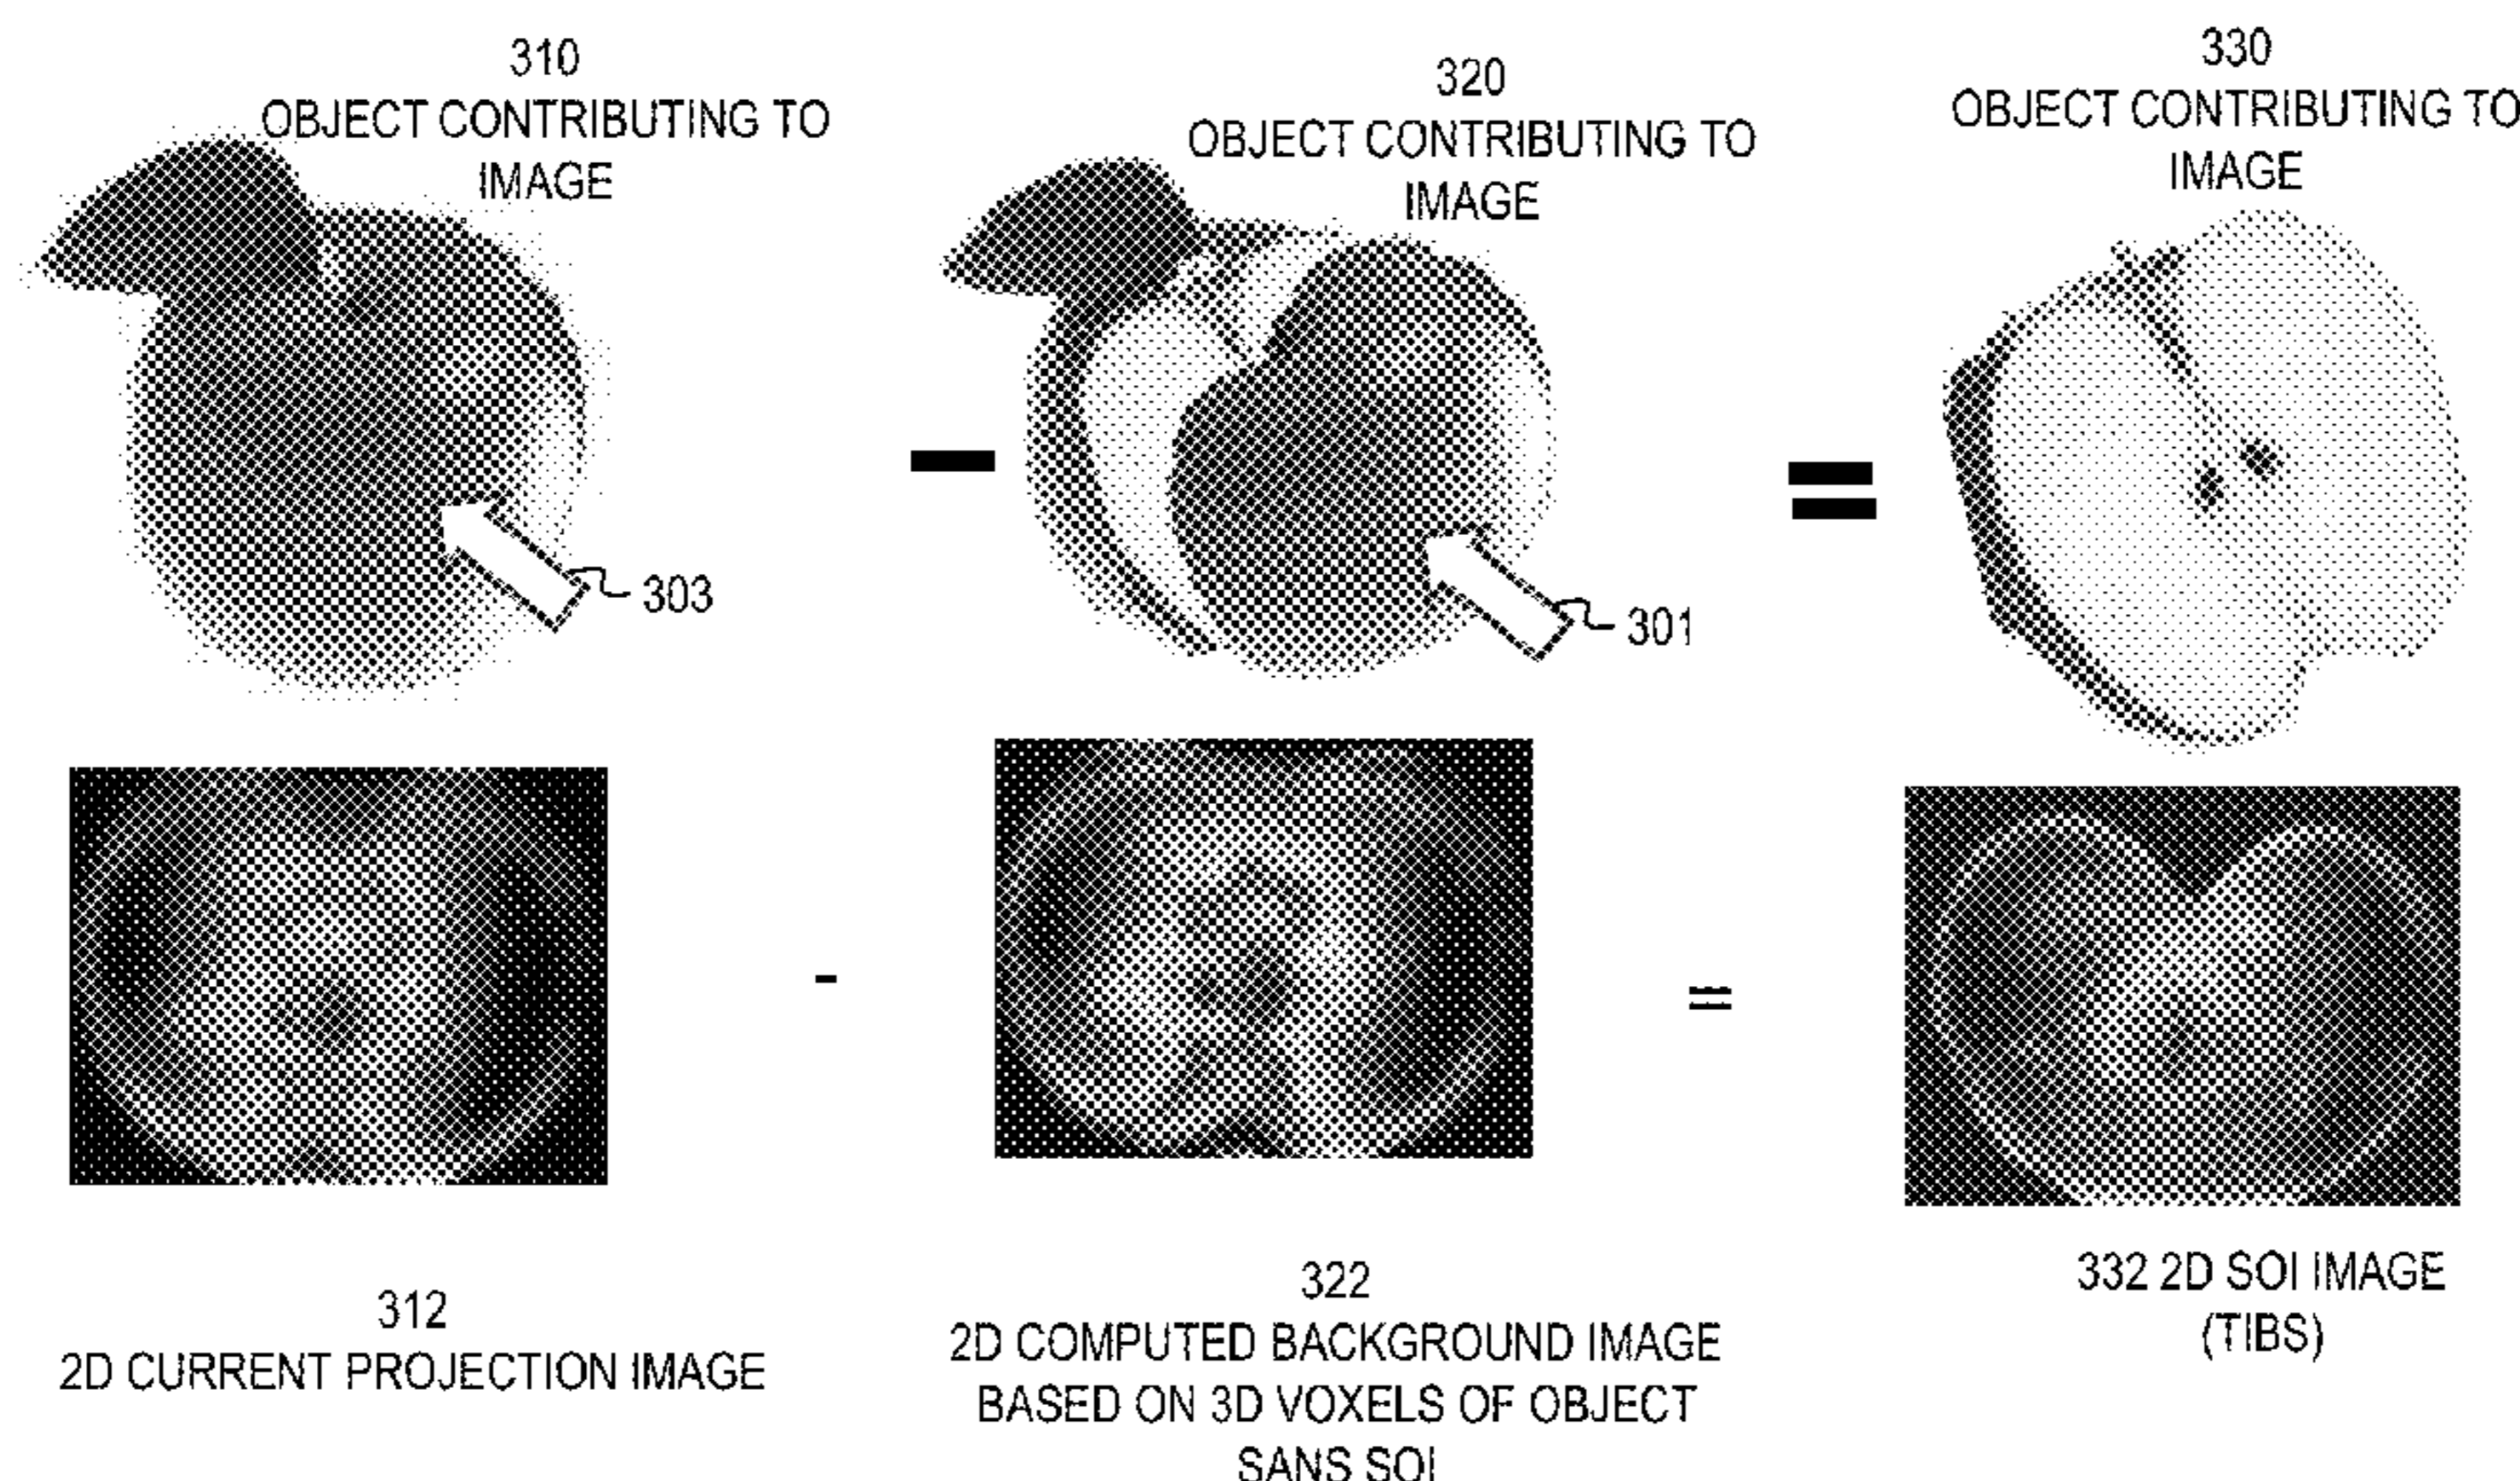 310
OBJECT CONTRIBUTING TO
IMAGE
320
OBJECT CONTRIBUTING TO
IMAGE
330
OBJECT CONTRIBUTING TO
IMAGE
303
301
-
=
-
=
312
2D CURRENT PROJECTION IMAGE
322
2D COMPUTED BACKGROUND IMAGE
BASED ON 3D VOXELS OF OBJECT
SANS SOI
332 2D SOI IMAGE
(TIBS)